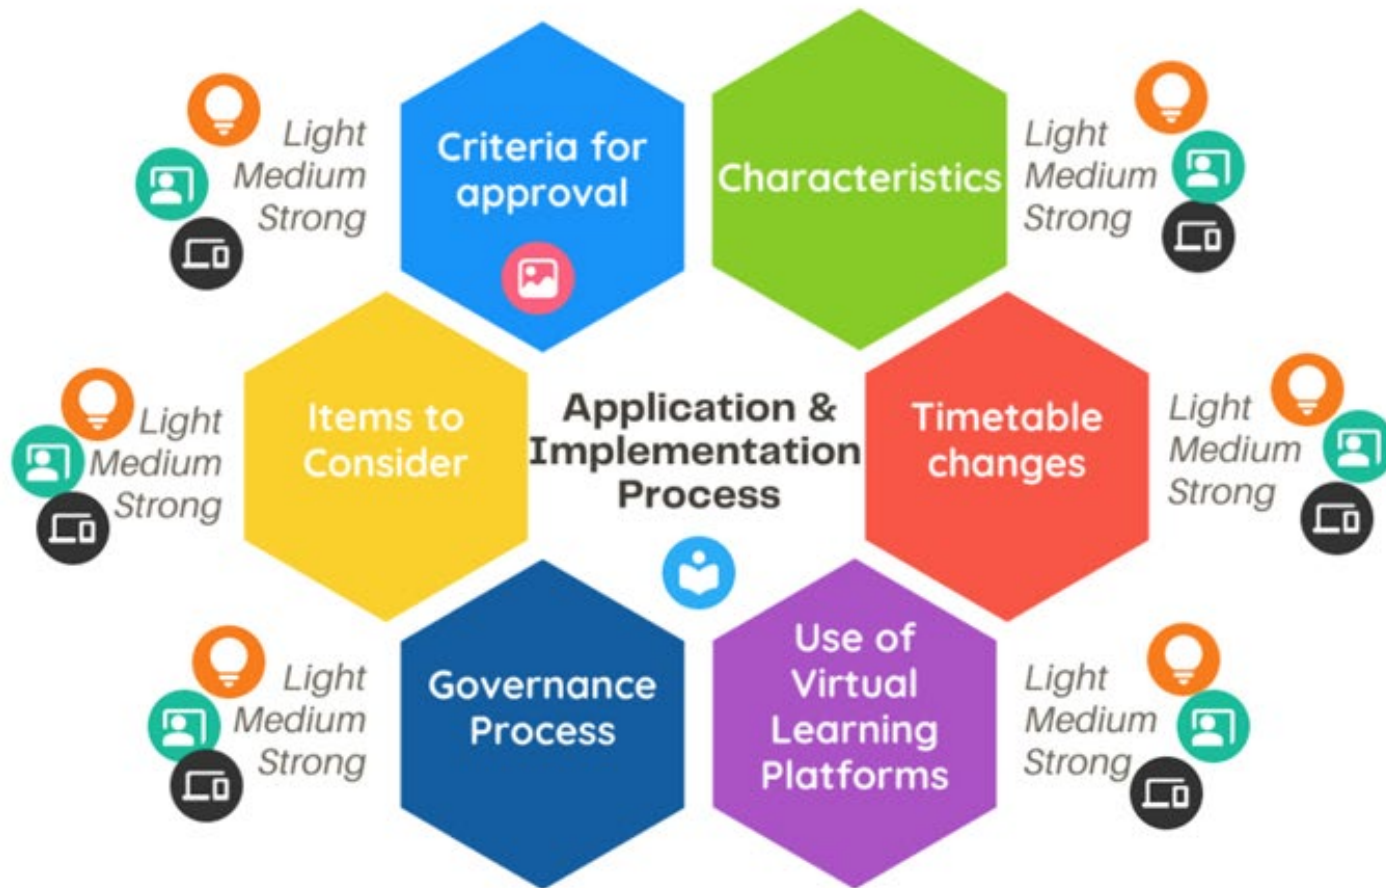 Light
Medium
Strong
Criteria for
approval
Characteristics
Light
Medium
Strong
Light
Medium
Strong
Items to
Consider
Application &
Implementation
Process
Timetable
changes
Light
Medium
Strong
Light
Medium
Strong
Governance
Process
Use of
Virtual
Learning
Platforms
Light
Medium
Strong